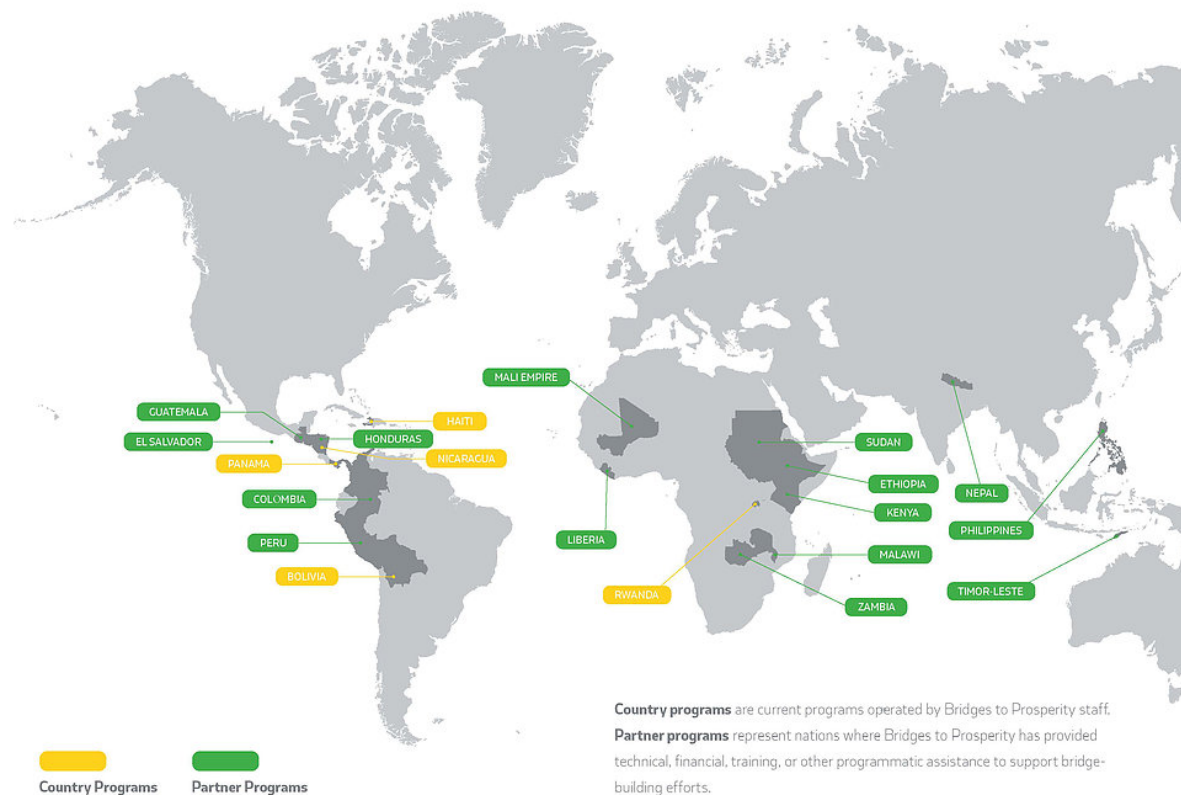 MALI EMPIRE
GUATEMALA
HAITI
EL SALVADOR
HONDURAS
SUDAN
PANAMA
NICARAGUA
ETHIOPIA
NEPAL
COLOMBIA
KENYA
PHILIPPINES
PERU
LIBERIA
MALAWI
BOLIVIA
RWANDA
TIMOR-LESTE
ZAMBIA
Country programs are current programs operated by Bridges to Prosperity staff.
Partner programs represent nations where Bridges to Prosperity has provided
technical, financial, training, or other programmatic assistance to support bridge-
building efforts.
Country Programs
Partner Programs